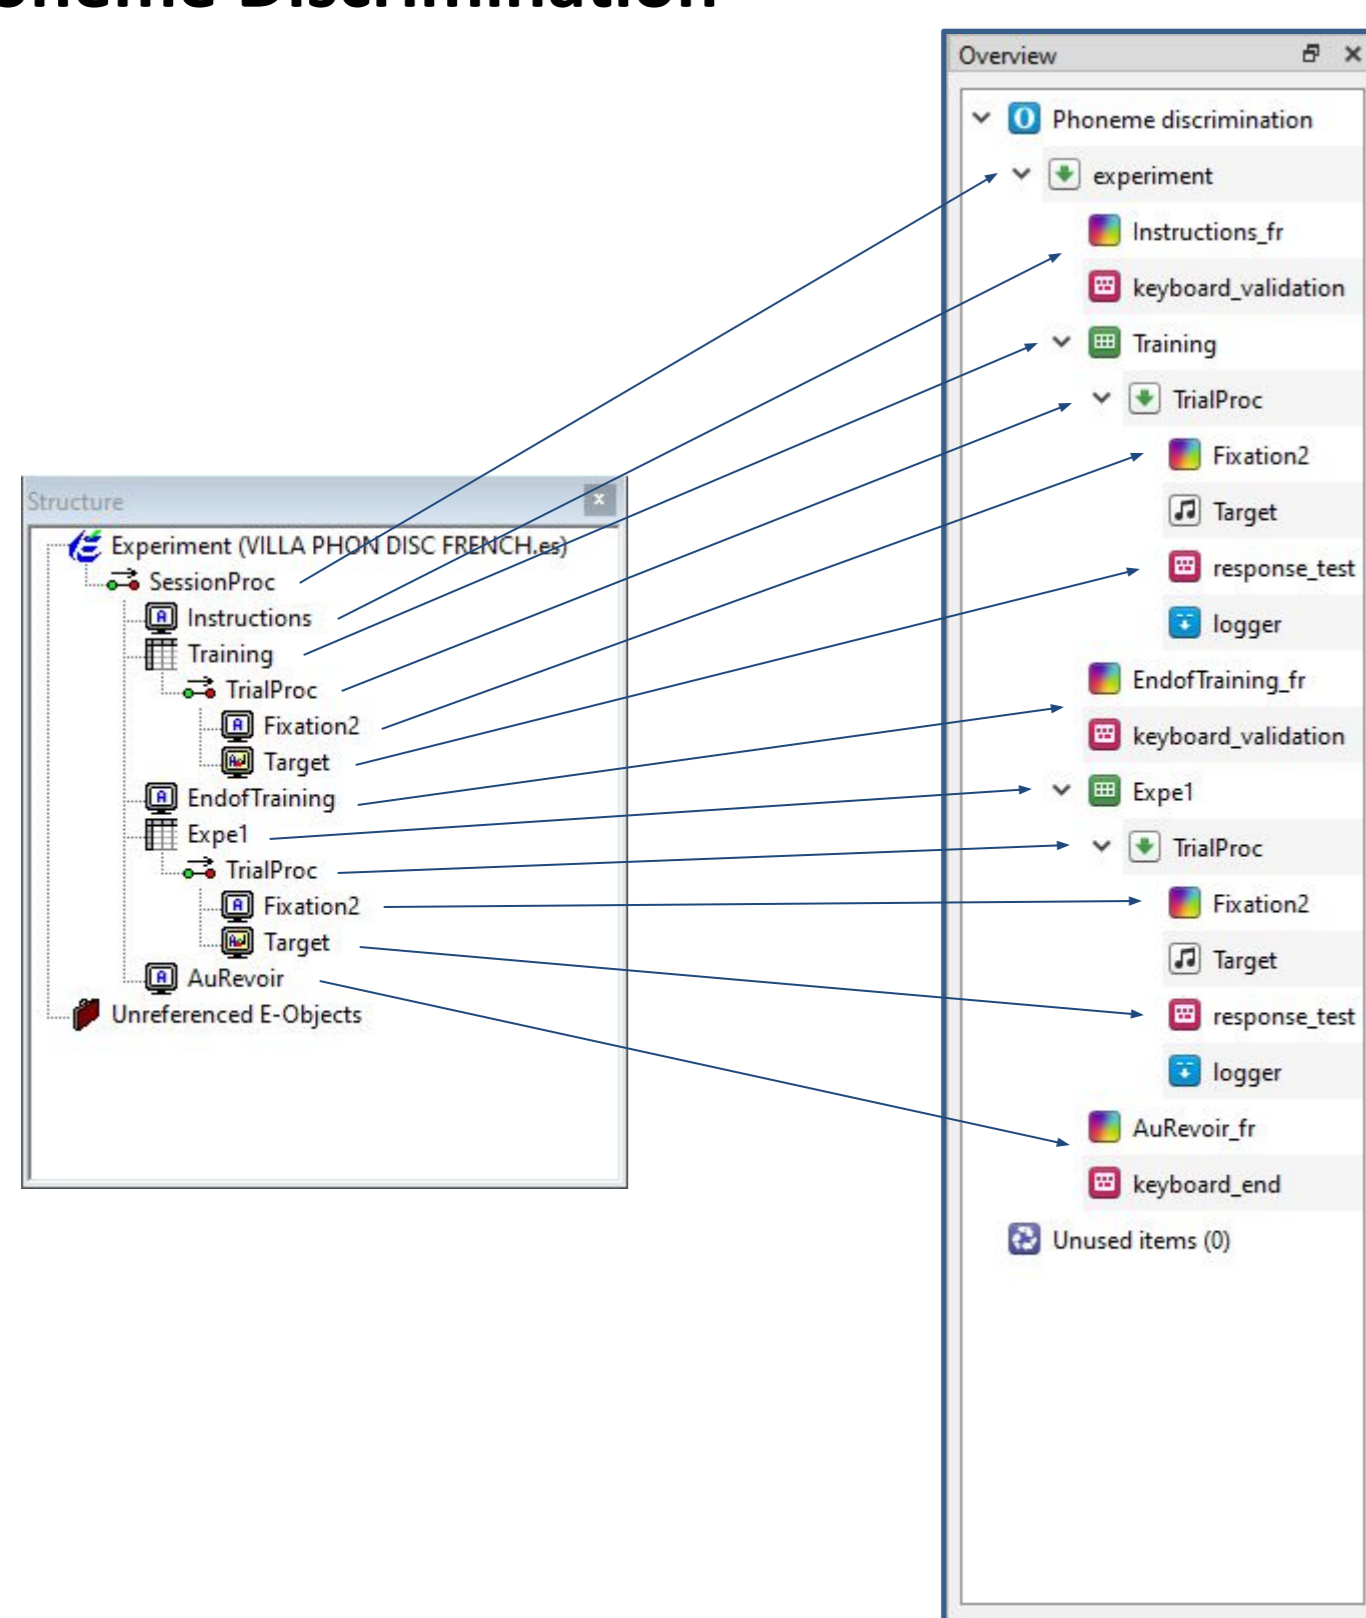 Discrimination
Structure
Experiment (VILLA PHON DISC FRENCH.es)
SessionProc
Instructions
Training
TrialProc
Fixation2
Target
EndofTraining
Expe1
TrialProc
Fixation2
Target
AuRevoir
Unreferenced E-Objects
Overview
Phoneme discrimination
experiment
Instructions_fr
keyboard_validation
Training
TrialProc
Fixation2
Target
response_test
logger
EndofTraining_fr
keyboard_validation
Expe1
TrialProc
Fixation2
Target
response_test
logger
AuRevoir_fr
keyboard_end
Unused items (0)